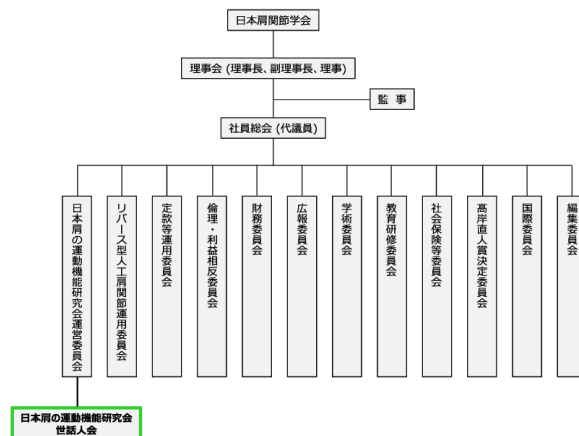 日本肩関節学会
理事会 (理事長、副理事長、理事)
監 事
社員総会 (代議員)
日本肩の運動機能研究会運営委員会
リバース型人工肩関節運用委員会
定款等運用委員会
倫理・利益相反委員会
財務委員会
広報委員会
学術委員会
教育研修委員会
社会保険等委員会
髙岸直人賞決定委員会
国際委員会
編集委員会
日本肩の運動機能研究会
世話人会